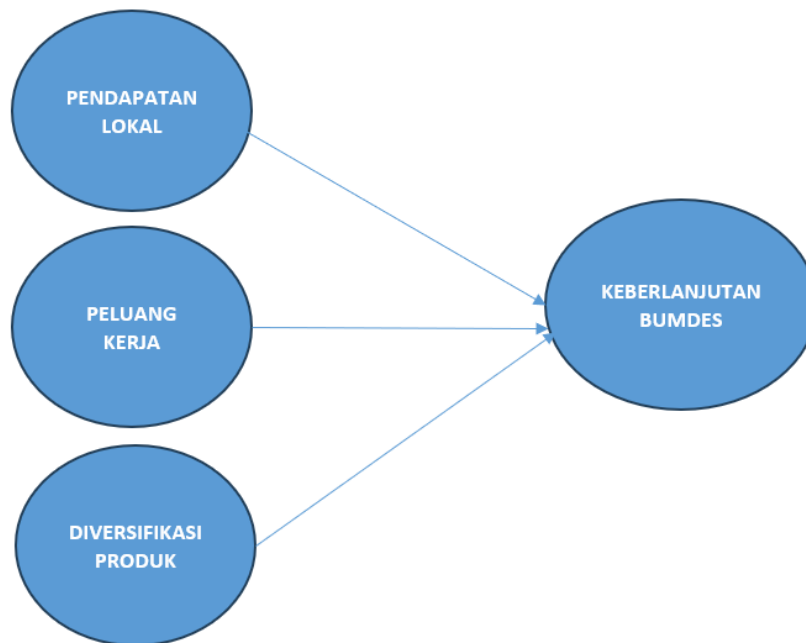 PENDAPATAN
LOKAL
PELUANG
KERJA
DIVERSIFIKASI
PRODUK
KEBERLANJUTAN
BUMDES